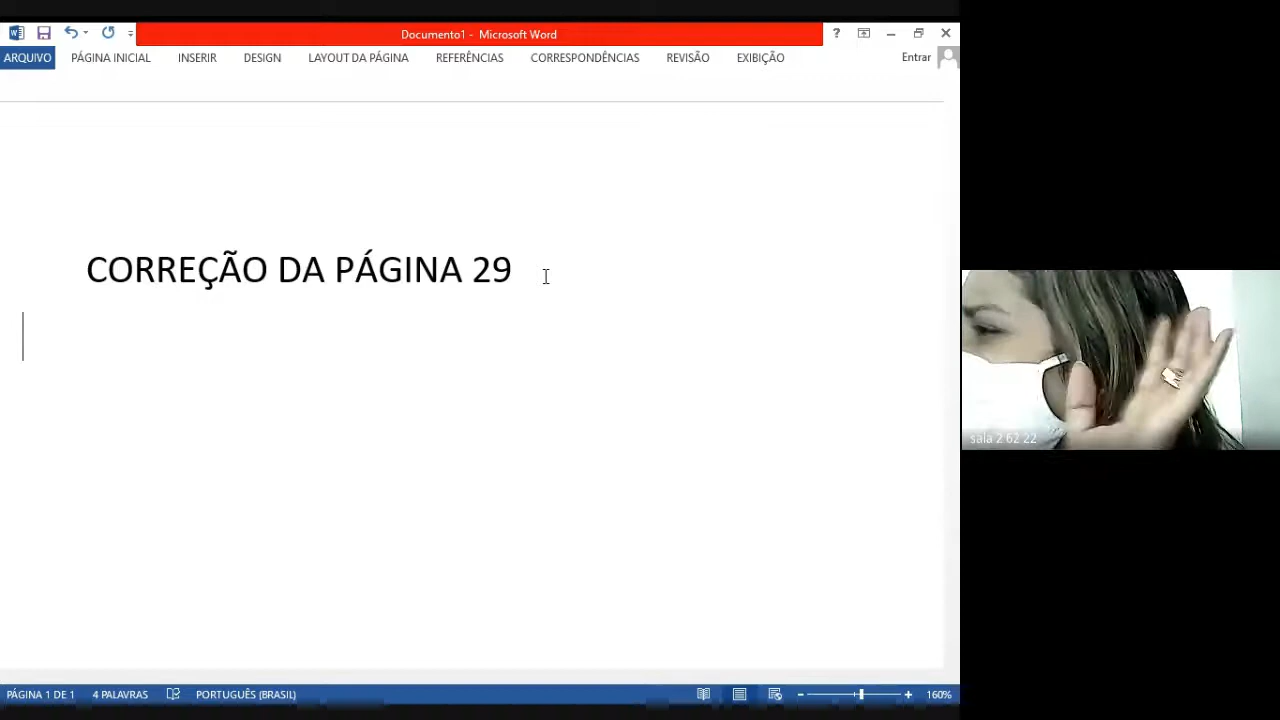 Documento1 - Microsoft Word
?
ARQUIVO PÁGINA INICIAL INSERIR DESIGN LAYOUT DA PÁGINA REFERÊNCIAS CORRESPONDÊNCIAS REVISÃO EXIBIÇÃO Entrar
CORREÇÃO DA PÁGINA 29
sala 2 62 22
PÁGINA 1 DE 1 4 PALAVRAS PORTUGUÊS (BRASIL) 160%